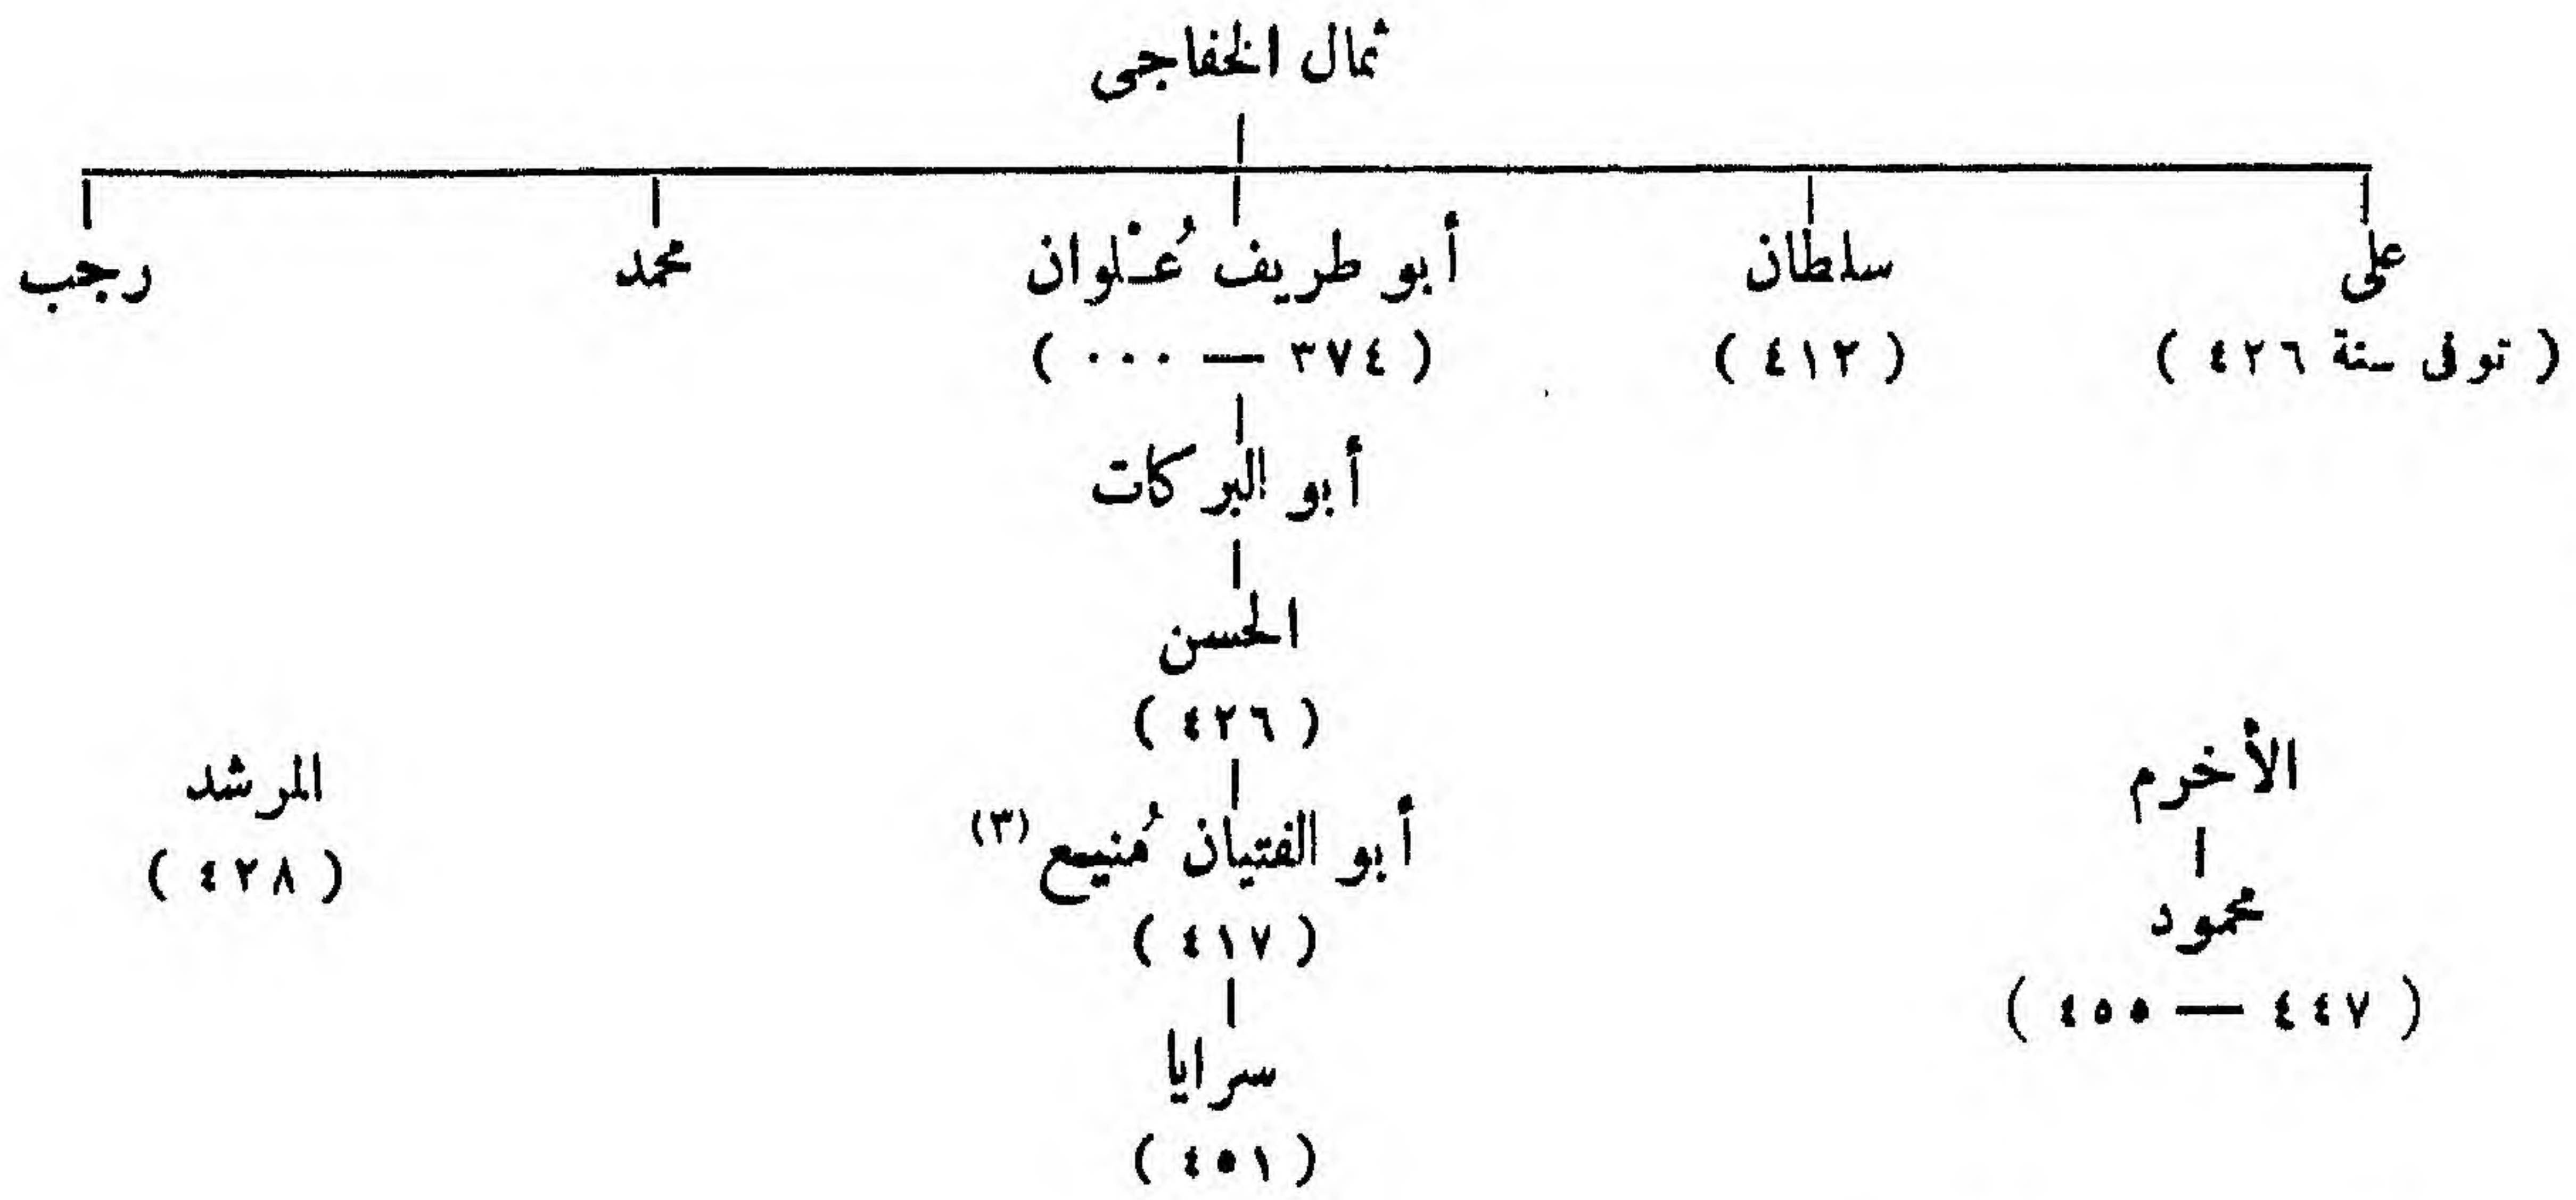 ثمال الخفاجى
على سلطان أبو طريف عُلْوان محمد رجب
( توفى سنة ٤٢٦ ) ( ٤١٢ ) ( ٣٧٤ — ٠٠٠ )
أبو البركات
الحسن
( ٤٢٦ )
الأخرم المرشد
أبو الفتيان مُنيع (٣)
( ٤٢٨ )
محمود
( ٤١٧ )
( ٤٤٧ — ٤٥٥ )
سرايا
( ٤٥١ )